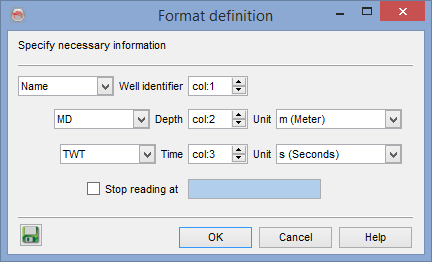 Format definition
Specify necessary information
Name Well identifier col:1
MD Depth col:2 Unit m (Meter)
TWT Time col:3 Unit s (Seconds)
Stop reading at
OK Cancel Help